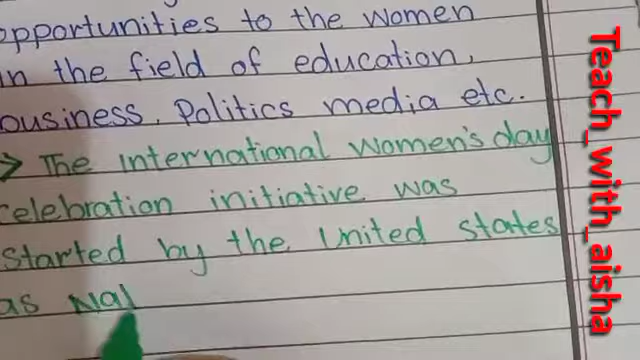 opportunities to the women
in the field of education,
business, Politics media etc.
→ The International Women's day
celebration initiative was
started by the United states
as Nal
Teach_with_aisha